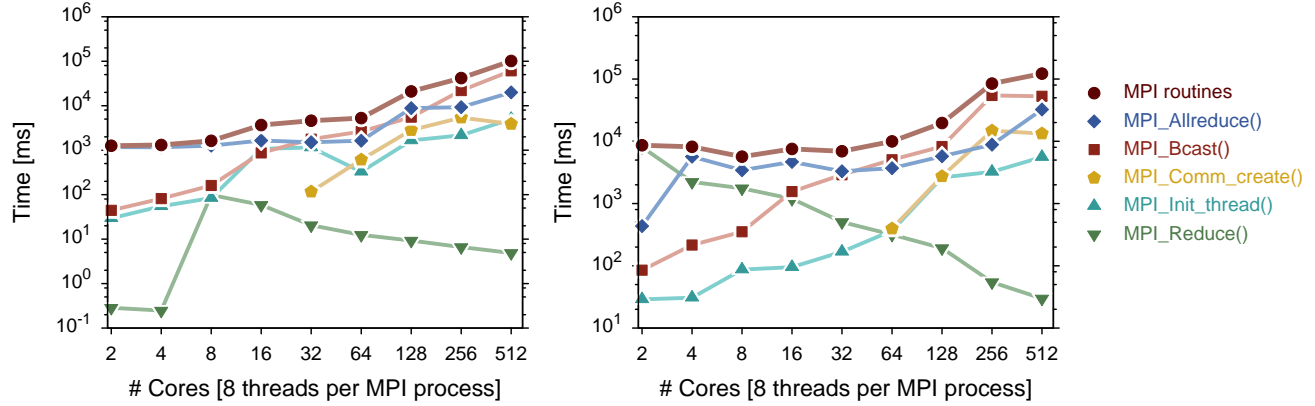 10^6
10^5
10^4
10^3
10^2
10^1
10^0
10^-1
Time [ms]
2 4 8 16 32 64 128 256 512
# Cores [8 threads per MPI process]
10^6
10^5
10^4
10^3
10^2
10^1
Time [ms]
2 4 8 16 32 64 128 256 512
# Cores [8 threads per MPI process]
MPI routines
MPI_Allreduce()
MPI_Bcast()
MPI_Comm_create()
MPI_Init_thread()
MPI_Reduce()